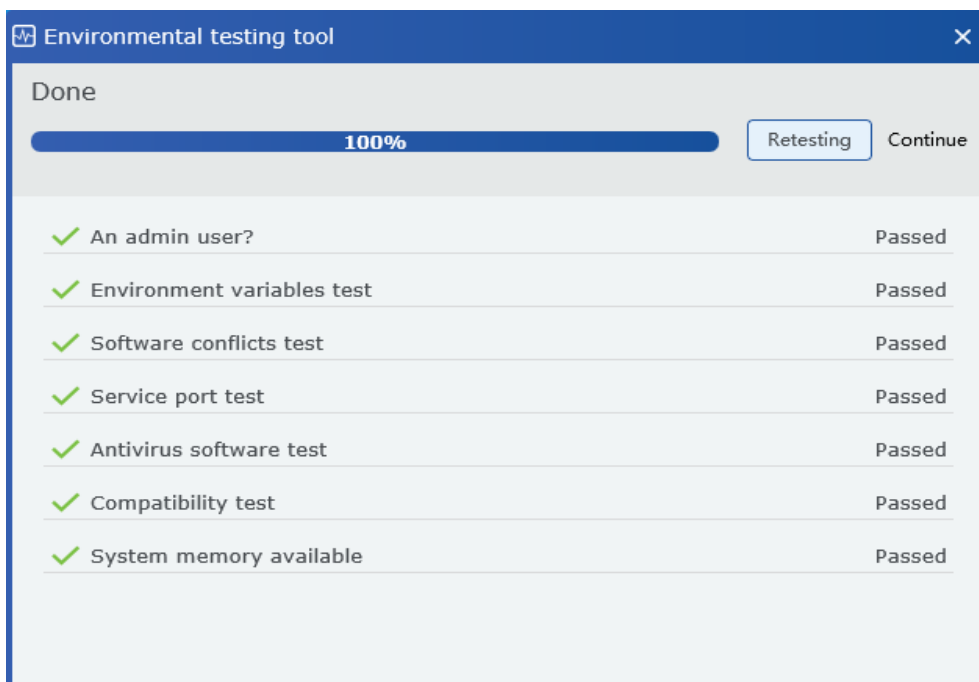 Environmental testing tool
Done
100%
Retesting Continue
An admin user? Passed
Environment variables test Passed
Software conflicts test Passed
Service port test Passed
Antivirus software test Passed
Compatibility test Passed
System memory available Passed